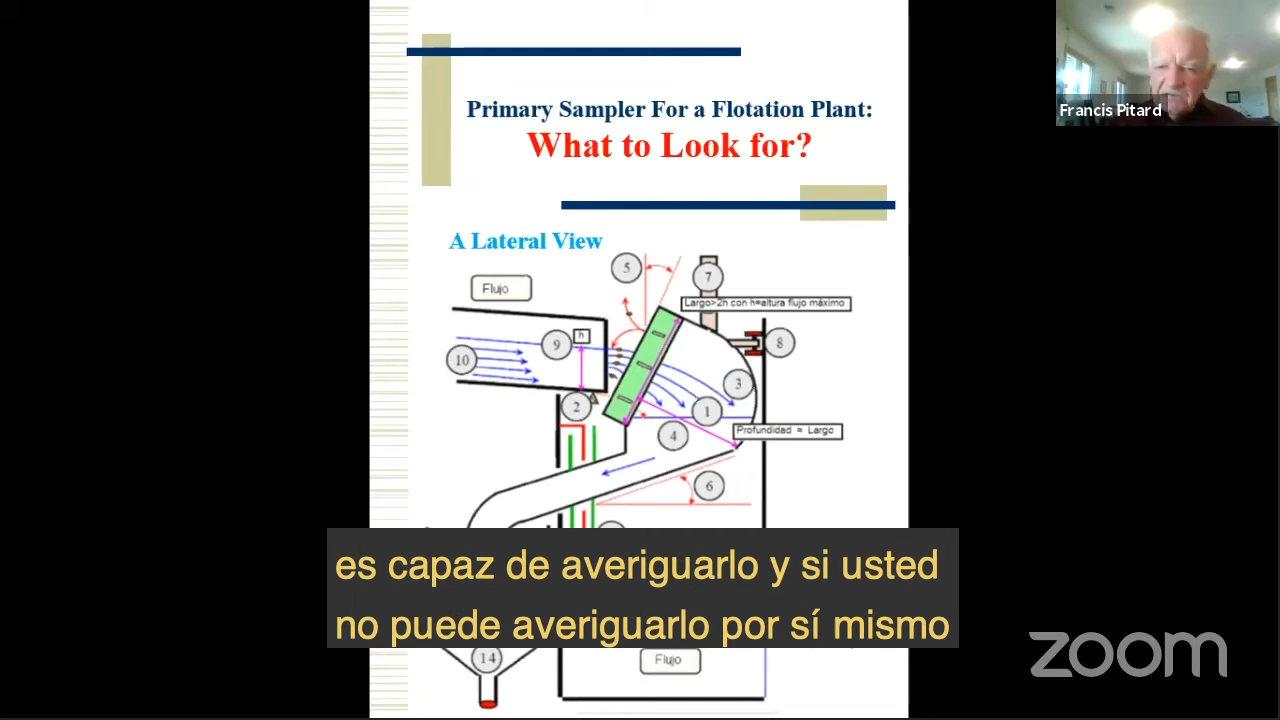 Primary Sampler For a Flotation Plant:
What to Look for?
Francis Pitard
A Lateral View
Flujo
5
7
Largo>2h con h=altura flujo máximo
h
9
8
10
3
2
1
4
Profundidad = Largo
6
es capaz de averiguarlo y si usted
no puede averiguarlo por sí mismo
14
Flujo
zoom